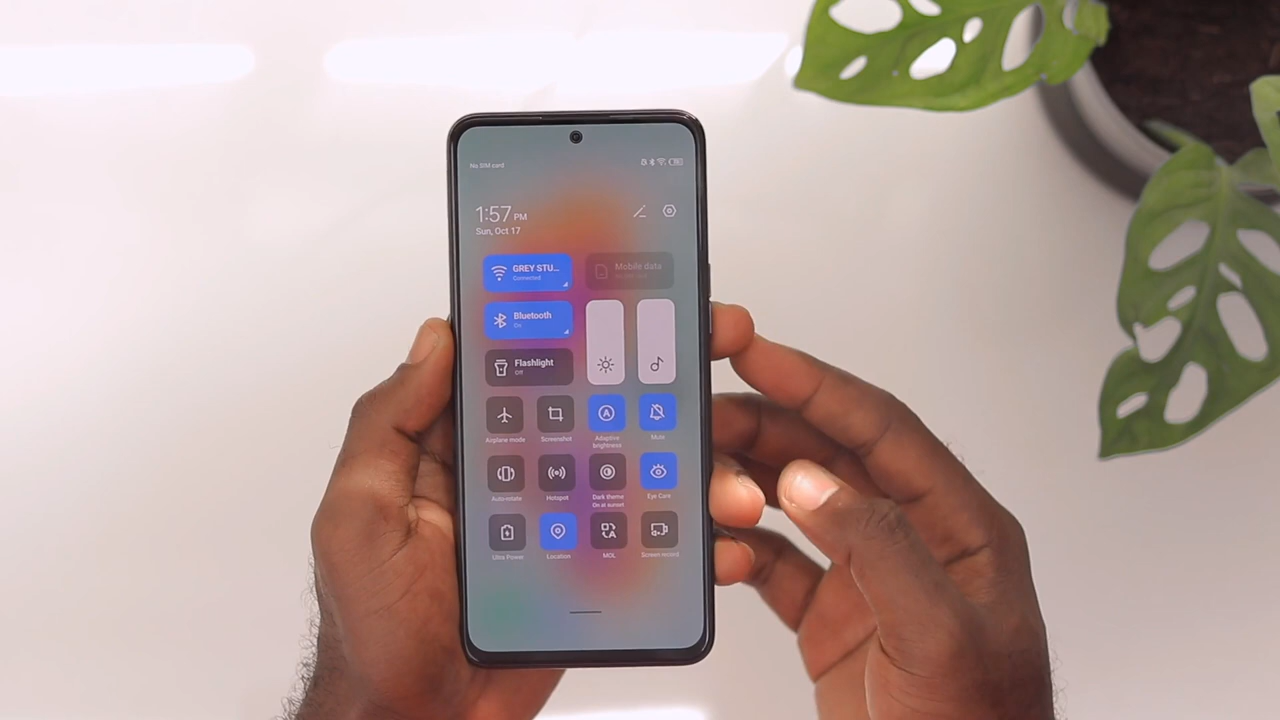 No SIM card
1:57 PM
Sun, Oct 17
GREY STU...
Connected
Mobile data
Bluetooth
On
Flashlight
Off
Airplane mode
Screenshot
Adaptive
brightness
Mute
Auto-rotate
Hotspot
Dark theme
On at sunset
Eye Care
Ultra Power
Location
MOL
Screen record